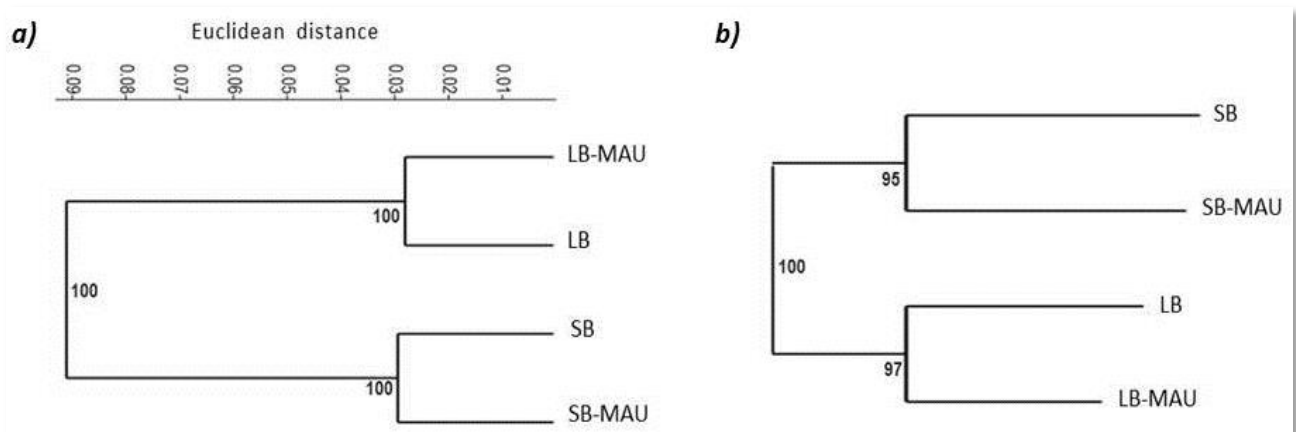 a)
Euclidean distance
0.09
0.08
0.07
0.06
0.05
0.04
0.03
0.02
0.01
LB-MAU
100
LB
100
SB
100
SB-MAU
b)
SB
95
SB-MAU
100
LB
97
LB-MAU